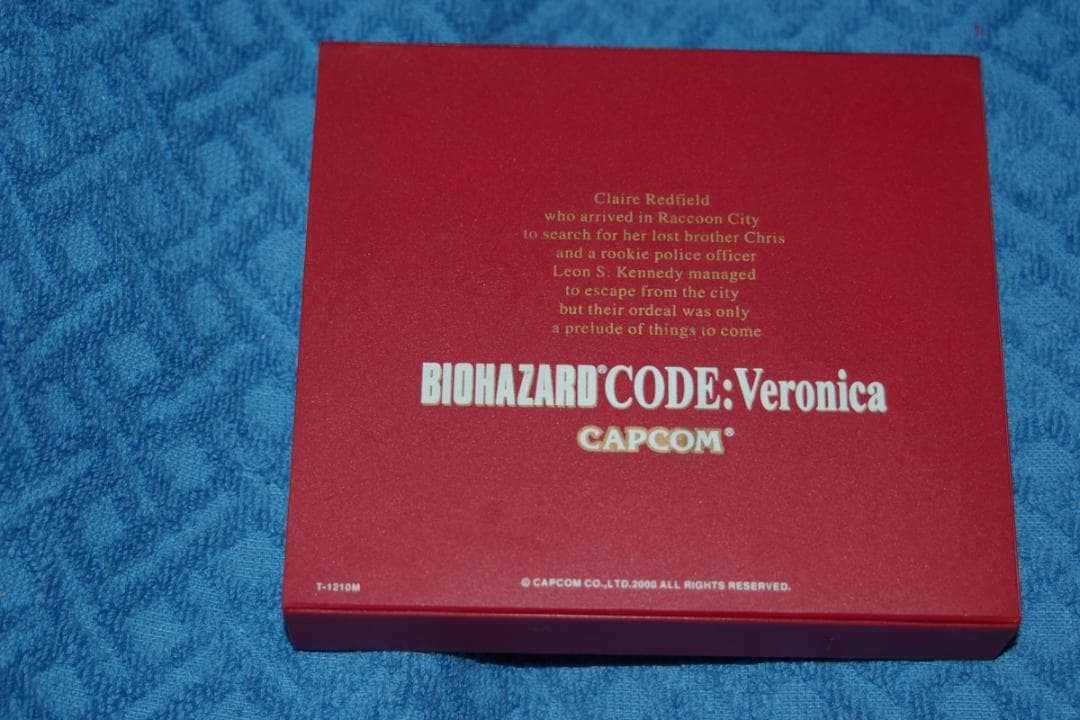 Claire Redfield
who arrived in Raccoon City
to search for her lost brother Chris
and a rookie police officer
Leon S. Kennedy managed
to escape from the city
but their ordeal was only
a prelude of things to come
BIOHAZARD® CODE:Veronica
CAPCOM®
T-1210M
© CAPCOM CO.,LTD.2000 ALL RIGHTS RESERVED.